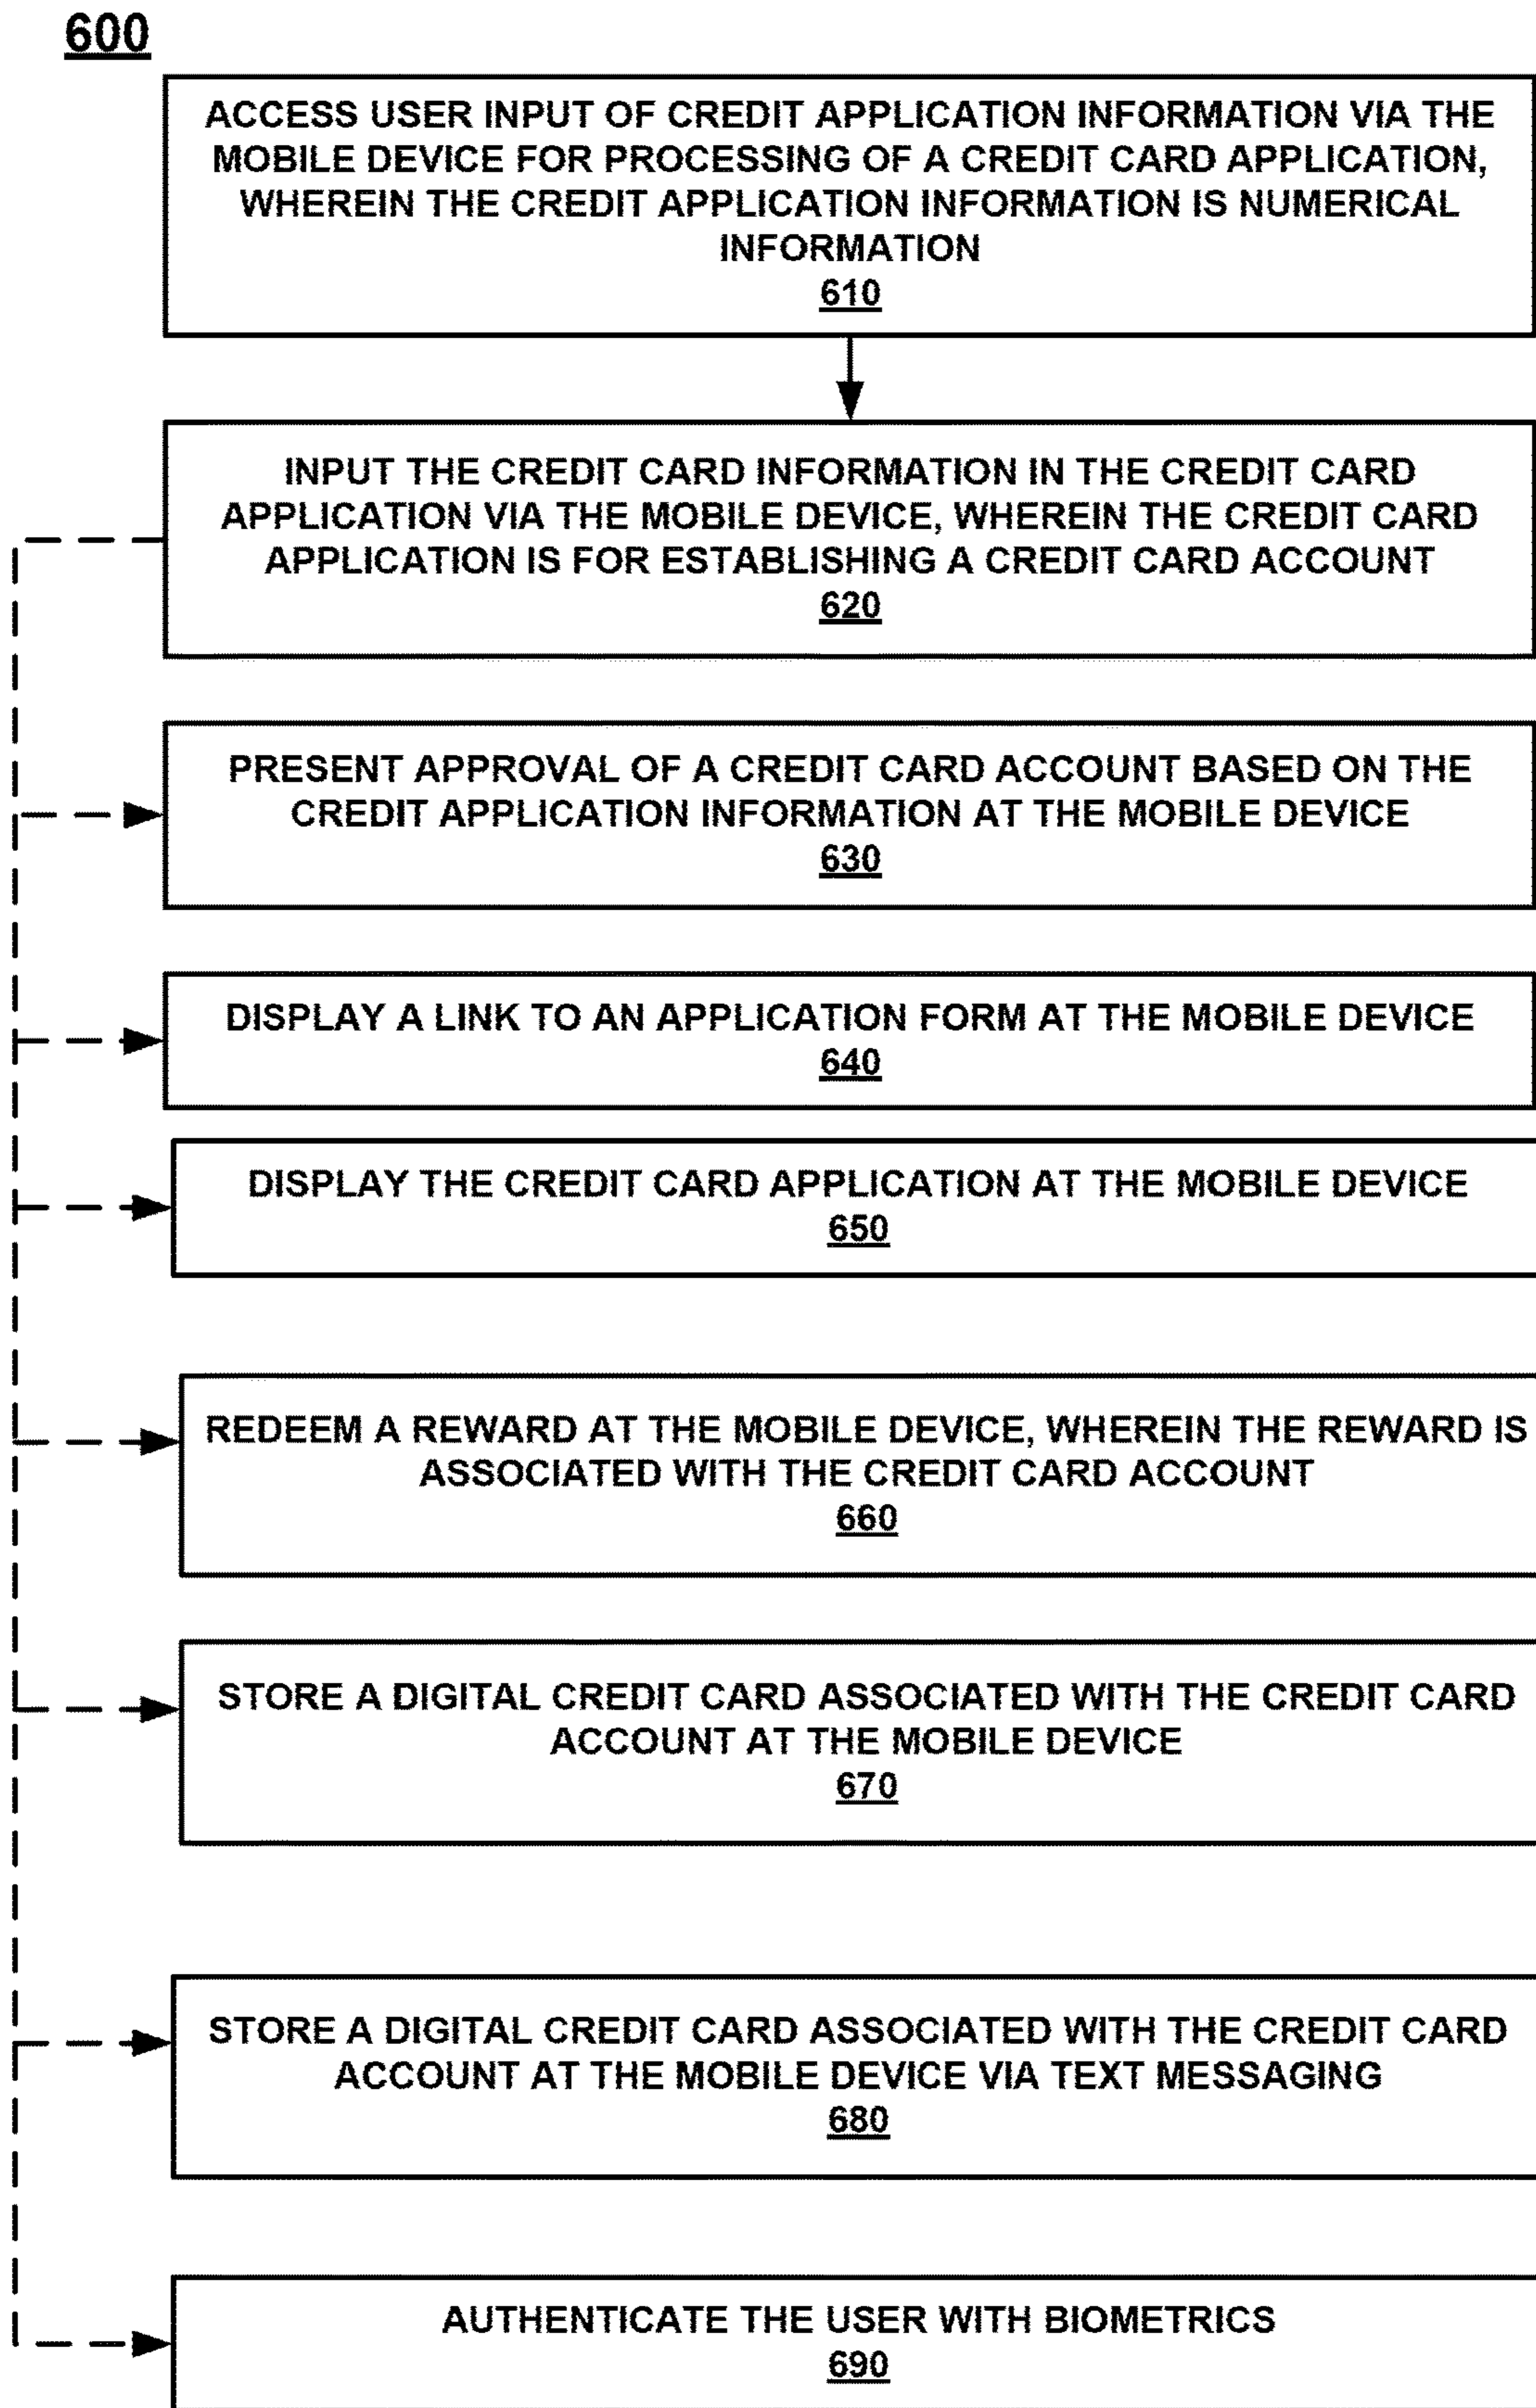 600
ACCESS USER INPUT OF CREDIT APPLICATION INFORMATION VIA THE
MOBILE DEVICE FOR PROCESSING OF A CREDIT CARD APPLICATION,
WHEREIN THE CREDIT APPLICATION INFORMATION IS NUMERICAL
INFORMATION
610
INPUT THE CREDIT CARD INFORMATION IN THE CREDIT CARD
APPLICATION VIA THE MOBILE DEVICE, WHEREIN THE CREDIT CARD
APPLICATION IS FOR ESTABLISHING A CREDIT CARD ACCOUNT
620
PRESENT APPROVAL OF A CREDIT CARD ACCOUNT BASED ON THE
CREDIT APPLICATION INFORMATION AT THE MOBILE DEVICE
630
DISPLAY A LINK TO AN APPLICATION FORM AT THE MOBILE DEVICE
640
DISPLAY THE CREDIT CARD APPLICATION AT THE MOBILE DEVICE
650
REDEEM A REWARD AT THE MOBILE DEVICE, WHEREIN THE REWARD IS
ASSOCIATED WITH THE CREDIT CARD ACCOUNT
660
STORE A DIGITAL CREDIT CARD ASSOCIATED WITH THE CREDIT CARD
ACCOUNT AT THE MOBILE DEVICE
670
STORE A DIGITAL CREDIT CARD ASSOCIATED WITH THE CREDIT CARD
ACCOUNT AT THE MOBILE DEVICE VIA TEXT MESSAGING
680
AUTHENTICATE THE USER WITH BIOMETRICS
690